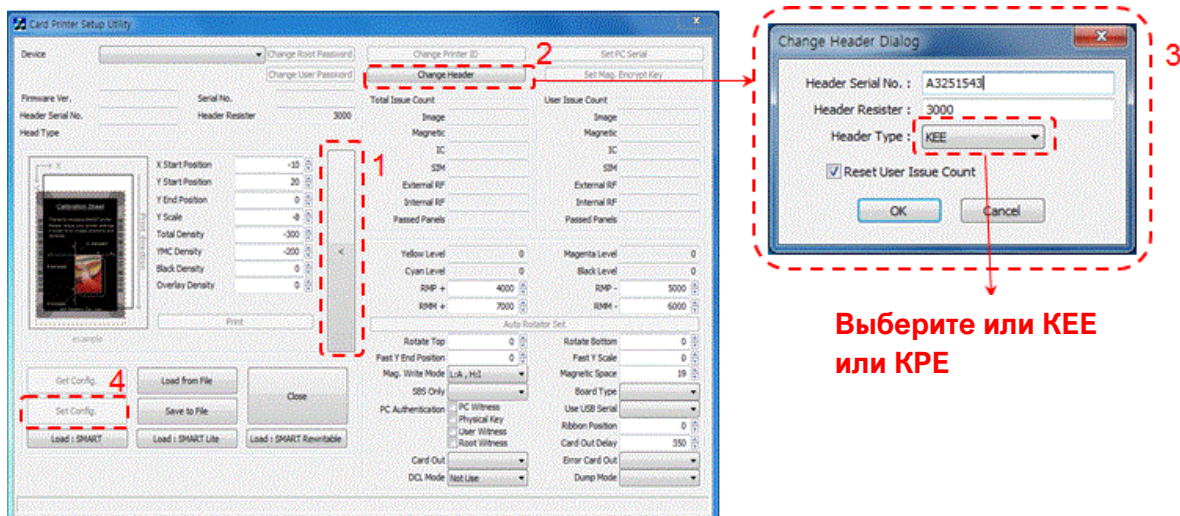 Card Printer Setup Utility
Device
Change Root Password
Change Printer ID
2
Set PC Serial
Change User Password
Change Header
Set Mag. Encrypt Key
Firmware Ver.
Serial No.
Total Issue Count
User Issue Count
Header Serial No.
Header Resister
3000
Image
Image
Head Type
Magnetic
Magnetic
IC
IC
1
X
X Start Position
-10
SIM
SIM
Y Start Position
20
External RF
External RF
Y End Position
0
Internal RF
Internal RF
Calibration Sheet
Y Scale
-8
Passed Panels
Passed Panels
Total Density
-300
YMC Density
-200
<
Yellow Level
0
Magenta Level
0
Black Density
0
Cyan Level
0
Black Level
0
Overlay Density
0
RMP +
4000
RMP -
5000
RMM +
7000
RMM -
6000
Print
Auto Rotator Set
example
Rotate Top
0
Rotate Bottom
0
Fast Y End Position
0
Fast Y Scale
0
Get Config.
4
Load from File
Close
Mag. Write Mode
L:A , H:I
Magnetic Space
19
SBS Only
Board Type
Set Config.
Save to File
PC Authentication
PC Witness
Use USB Serial
Physical Key
User Witness
Ribbon Position
0
Load : SMART
Load : SMART Lite
Load : SMART Rewritable
Root Witness
Card Out Delay
350
Card Out
Error Card Out
DCL Mode
Not Use
Dump Mode
Change Header Dialog
3
Header Serial No. :
A3251543
Header Resister :
3000
Header Type :
KEE
Reset User Issue Count
OK
Cancel
Выберите или КЕЕ
или КРЕ